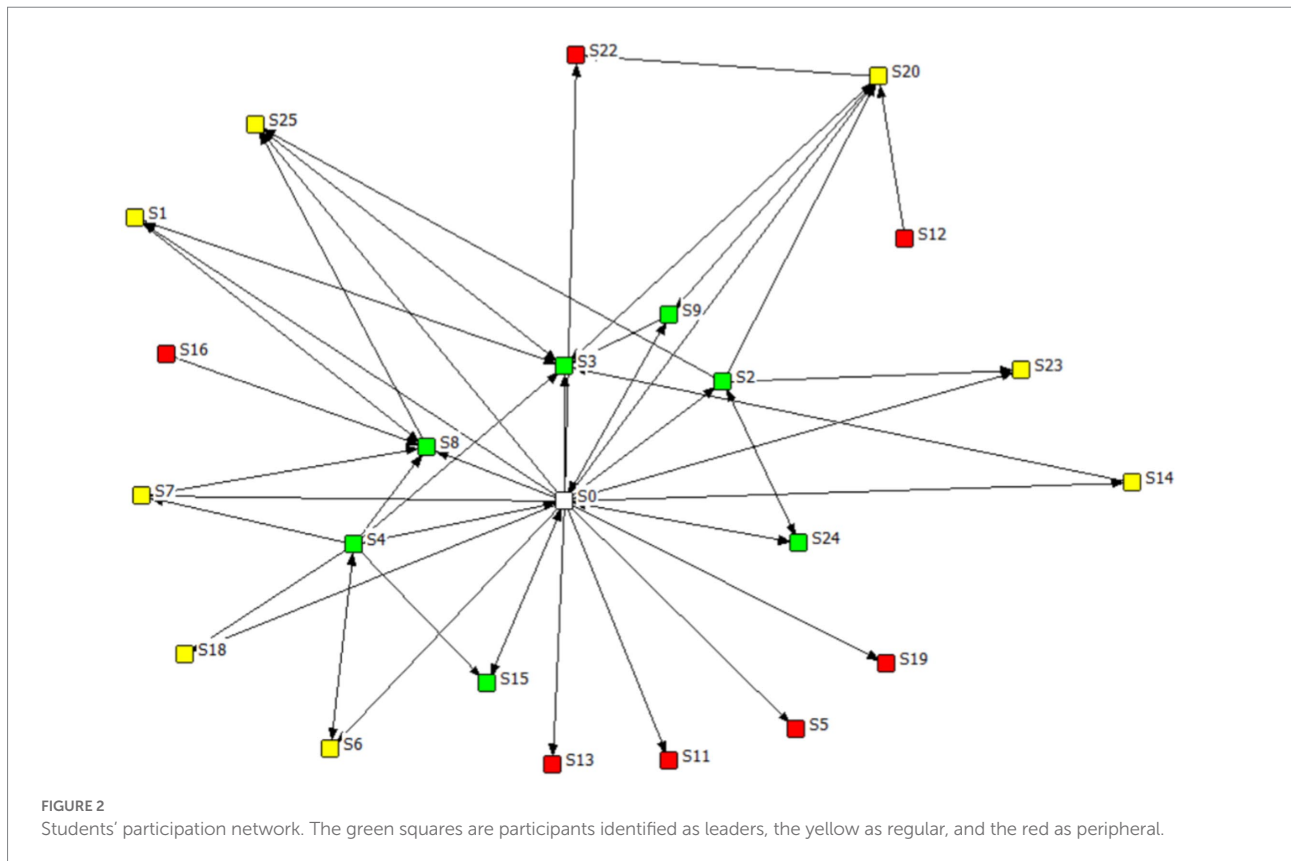 S22
S20
S25
S1
S12
S9
S16
S3
S2
S23
S8
S7
S0
S14
S4
S24
S18
S15
S19
S6
S5
S13
S11
FIGURE 2
Students' participation network. The green squares are participants identified as leaders, the yellow as regular, and the red as peripheral.